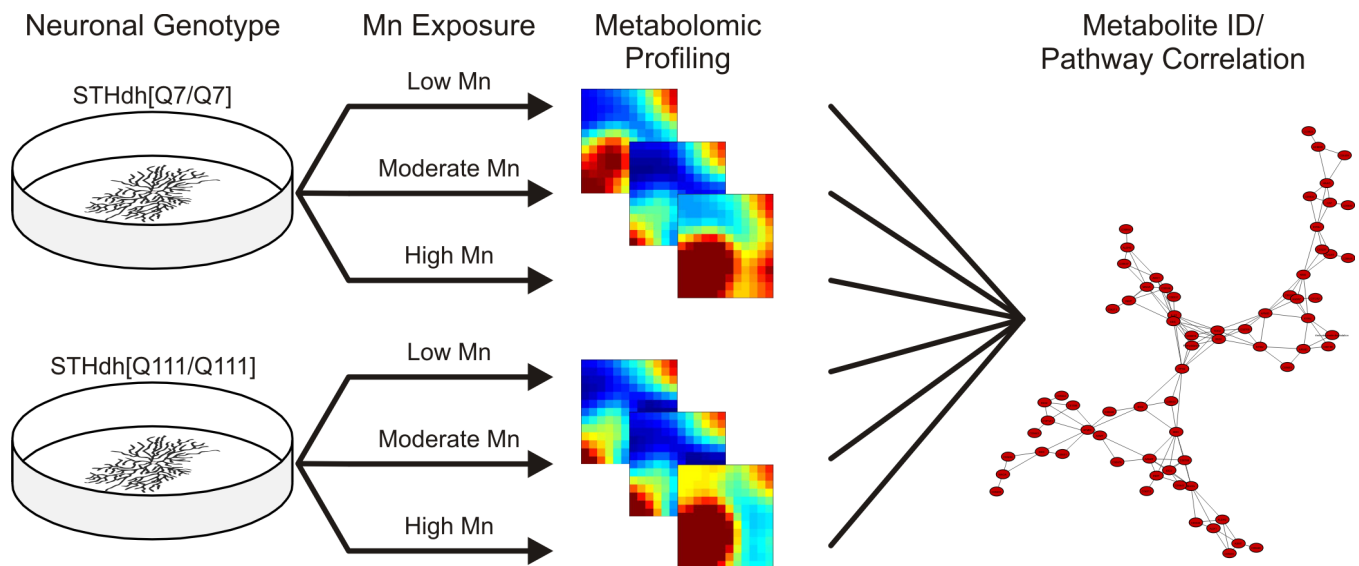 Neuronal Genotype
Mn Exposure
Metabolomic
Profiling
Metabolite ID/
Pathway Correlation
STHdh[Q7/Q7]
Low Mn
Moderate Mn
High Mn
STHdh[Q111/Q111]
Low Mn
Moderate Mn
High Mn